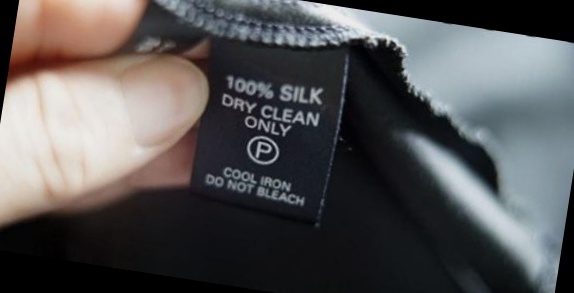 100% SILK
DRY CLEAN
ONLY
P
COOL IRON
DO NOT BLEACH